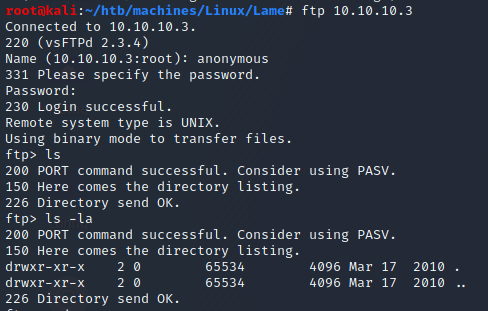 root@kali:~/htb/machines/Linux/Lame# ftp 10.10.10.3
Connected to 10.10.10.3.
220 (vsFTPd 2.3.4)
Name (10.10.10.3:root): anonymous
331 Please specify the password.
Password:
230 Login successful.
Remote system type is UNIX.
Using binary mode to transfer files.
ftp> ls
200 PORT command successful. Consider using PASV.
150 Here comes the directory listing.
226 Directory send OK.
ftp> ls -la
200 PORT command successful. Consider using PASV.
150 Here comes the directory listing.
drwxr-xr-x    2 0        65534        4096 Mar 17  2010 .
drwxr-xr-x    2 0        65534        4096 Mar 17  2010 ..
226 Directory send OK.